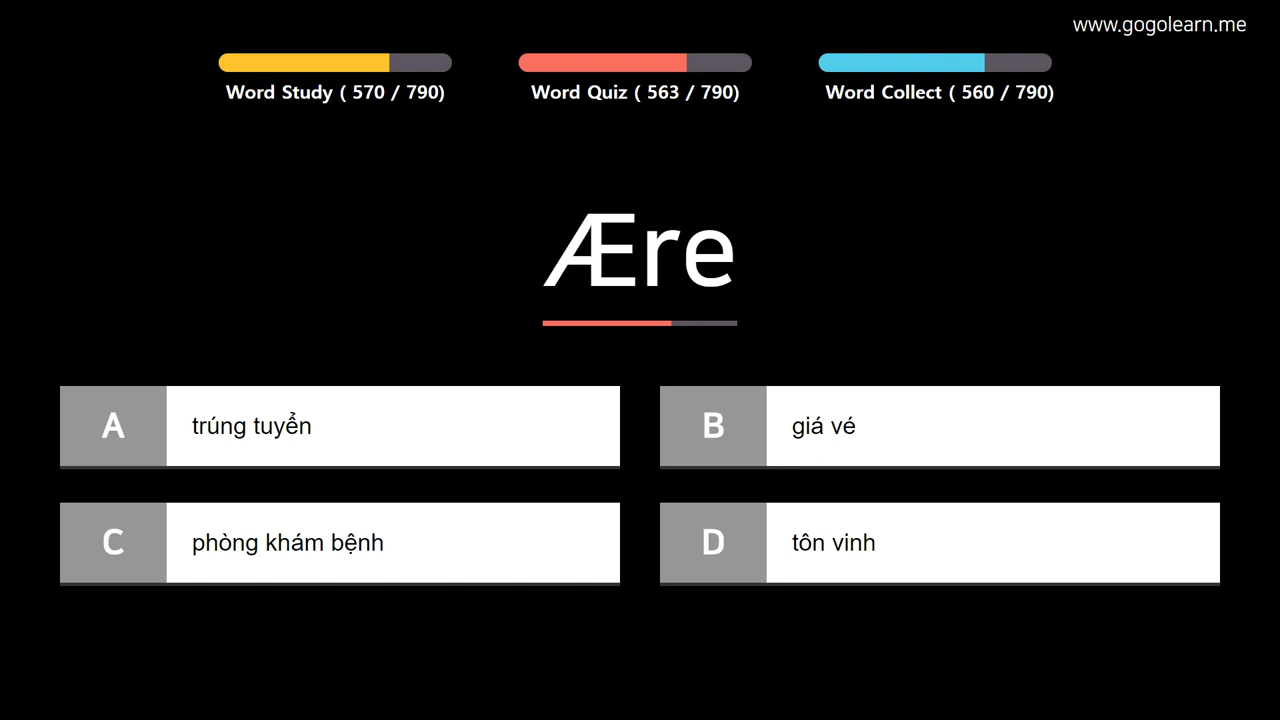 www.gogolearn.me
Word Study ( 570 / 790)
Word Quiz ( 563 / 790)
Word Collect ( 560 / 790)
Ære
A trúng tuyển
B giá vé
C phòng khám bệnh
D tôn vinh